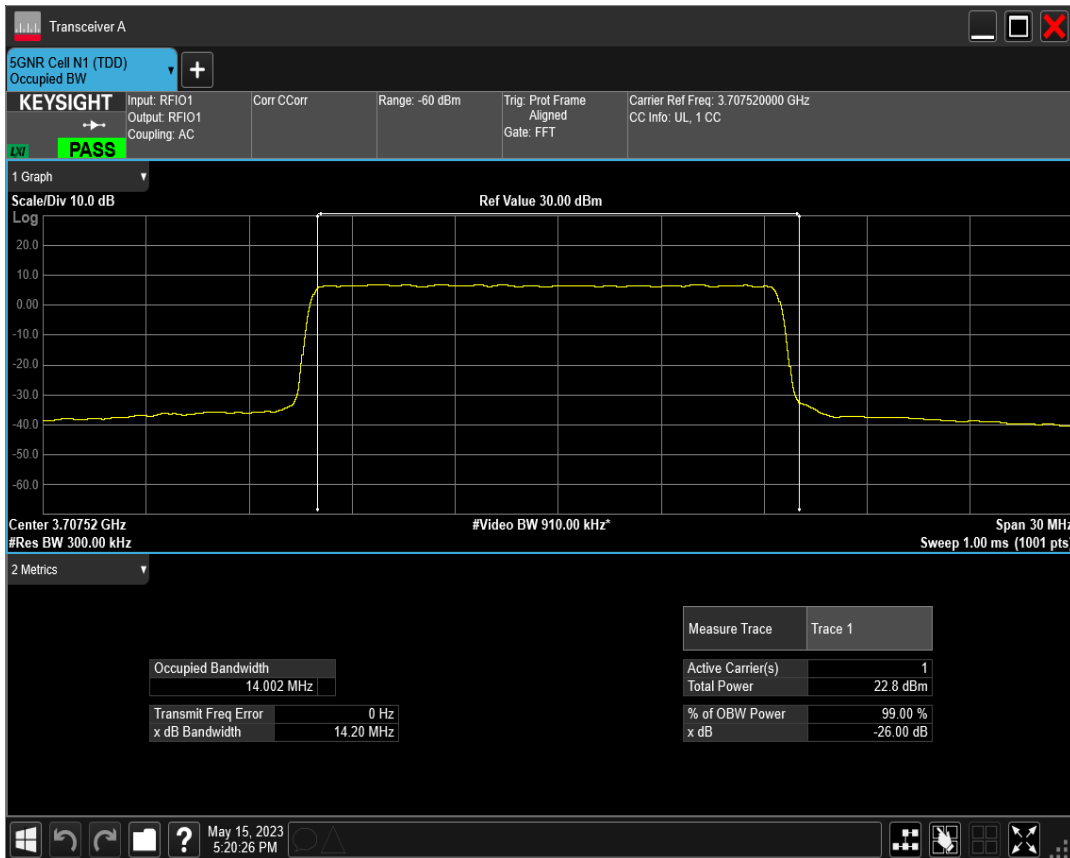 Transceiver A
5GNR Cell N1 (TDD)
Occupied BW
KEYSIGHT
LXI
PASS
Input: RFIO1
Output: RFIO1
Coupling: AC
Corr CCorr
Range: -60 dBm
Trig: Prot Frame
Aligned
Gate: FFT
Carrier Ref Freq: 3.707520000 GHz
CC Info: UL, 1 CC
1 Graph
Scale/Div 10.0 dB
Ref Value 30.00 dBm
Log
20.0
10.0
0.00
-10.0
-20.0
-30.0
-40.0
-50.0
-60.0
Center 3.70752 GHz
#Video BW 910.00 kHz*
Span 30 MHz
#Res BW 300.00 kHz
Sweep 1.00 ms (1001 pts)
2 Metrics
Measure Trace Trace 1
Occupied Bandwidth
14.002 MHz
Active Carrier(s) 1
Total Power 22.8 dBm
Transmit Freq Error 0 Hz
x dB Bandwidth 14.20 MHz
% of OBW Power 99.00 %
x dB -26.00 dB
?
May 15, 2023
5:20:26 PM